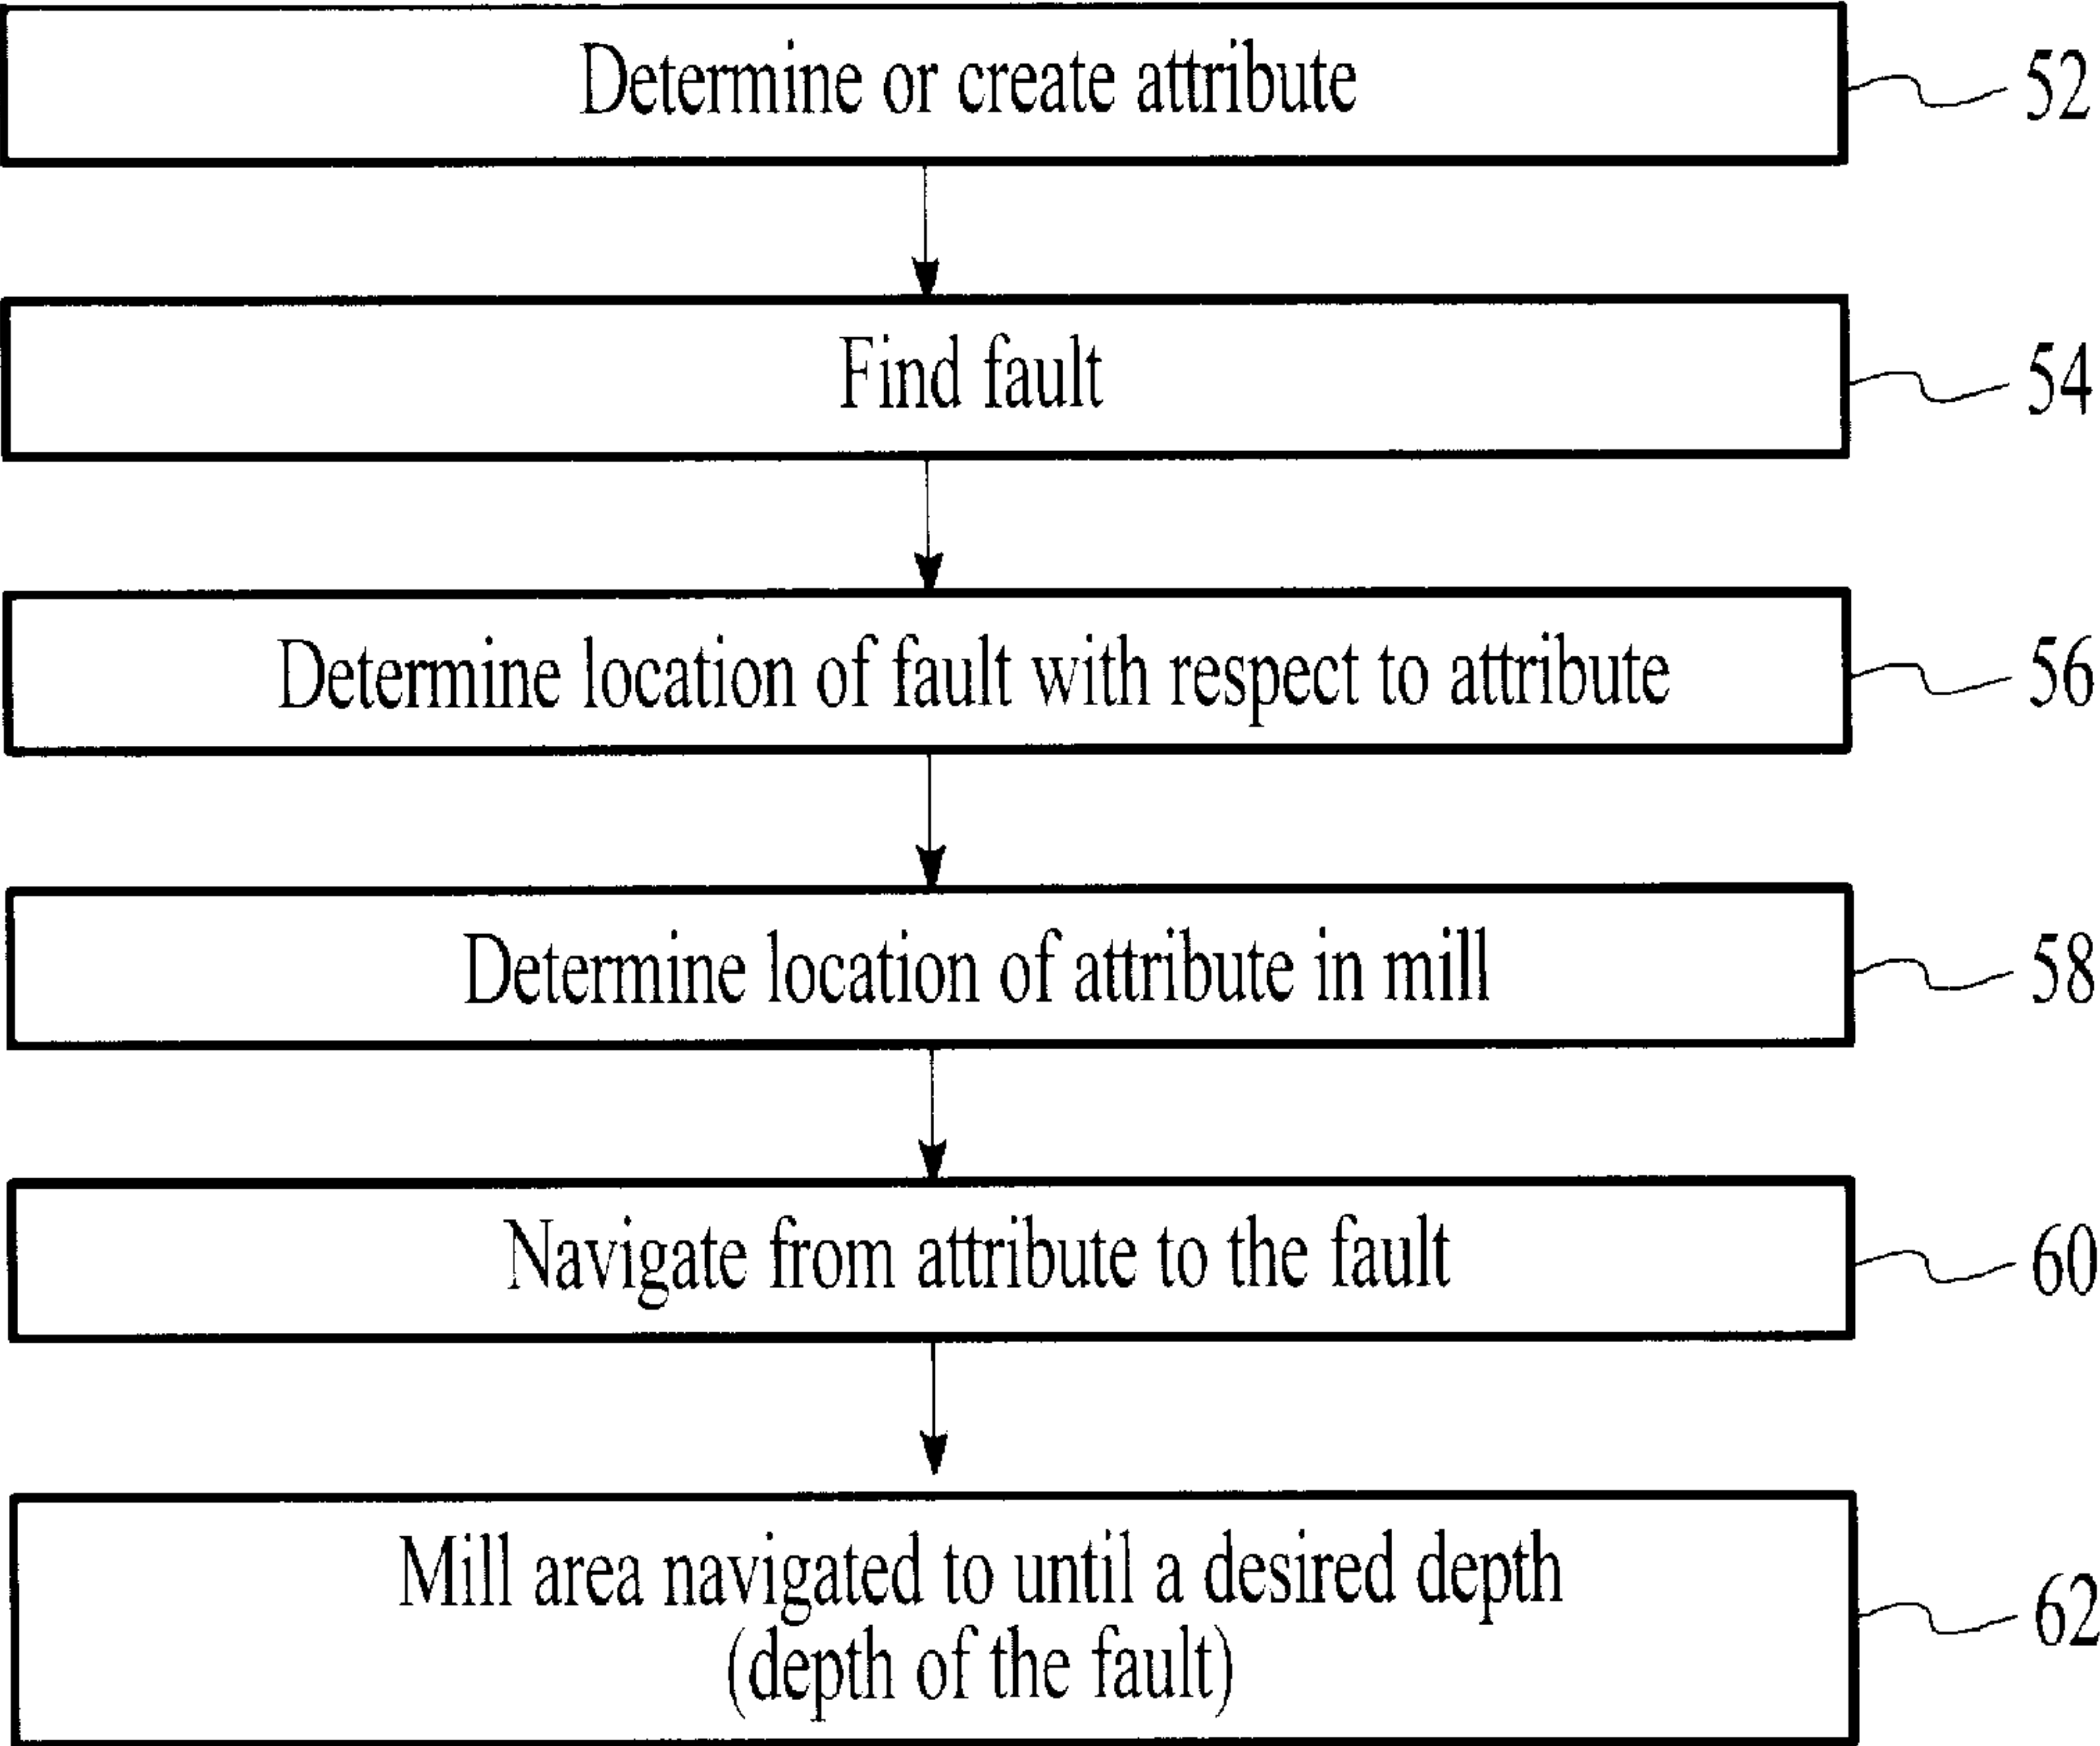 Determine or create attribute
52
Find fault
54
Determine location of fault with respect to attribute
56
Determine location of attribute in mill
58
Navigate from attribute to the fault
60
Mill area navigated to until a desired depth
(depth of the fault)
62